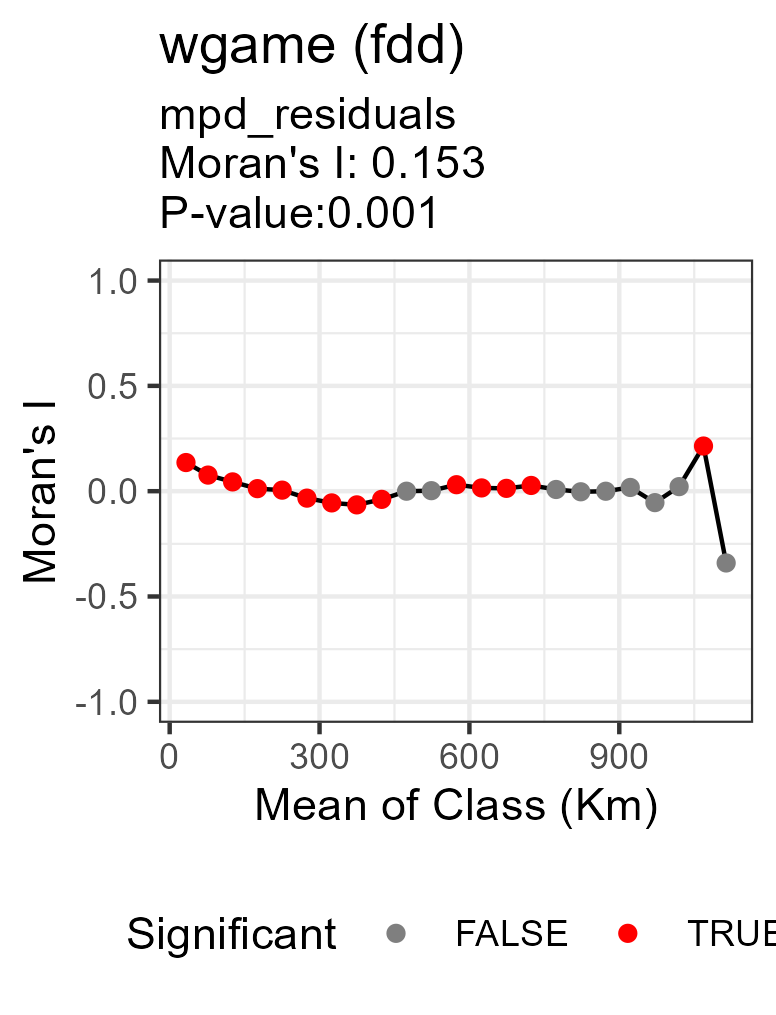 wgame (fdd)
mpd_residuals
Moran's I: 0.153
P-value:0.001
1.0
0.5
0.0
-0.5
-1.0
Moran's I
0 300 600 900
Mean of Class (Km)
Significant FALSE TRUE